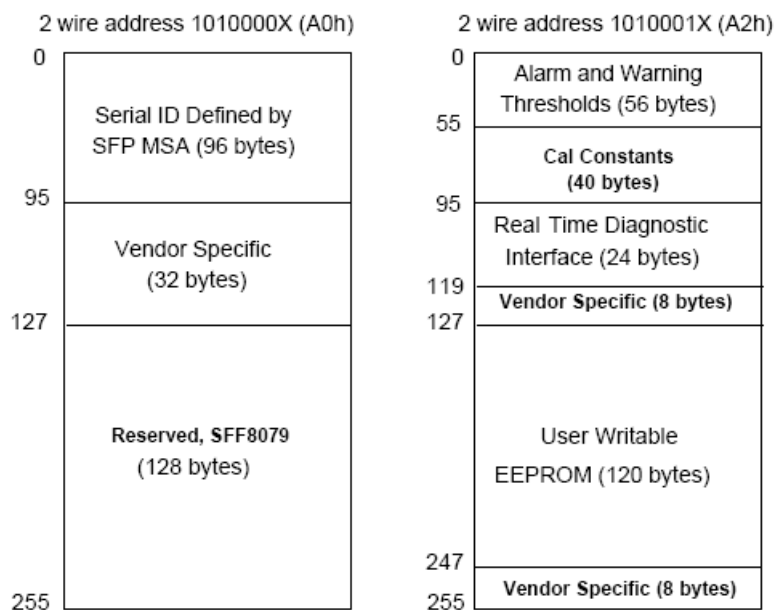 2 wire address 1010000X (A0h)
0
Serial ID Defined by
SFP MSA (96 bytes)
95
Vendor Specific
(32 bytes)
127
Reserved, SFF8079
(128 bytes)
255
2 wire address 1010001X (A2h)
0
Alarm and Warning
Thresholds (56 bytes)
55
Cal Constants
(40 bytes)
95
Real Time Diagnostic
Interface (24 bytes)
119
Vendor Specific (8 bytes)
127
User Writable
EEPROM (120 bytes)
247
Vendor Specific (8 bytes)
255